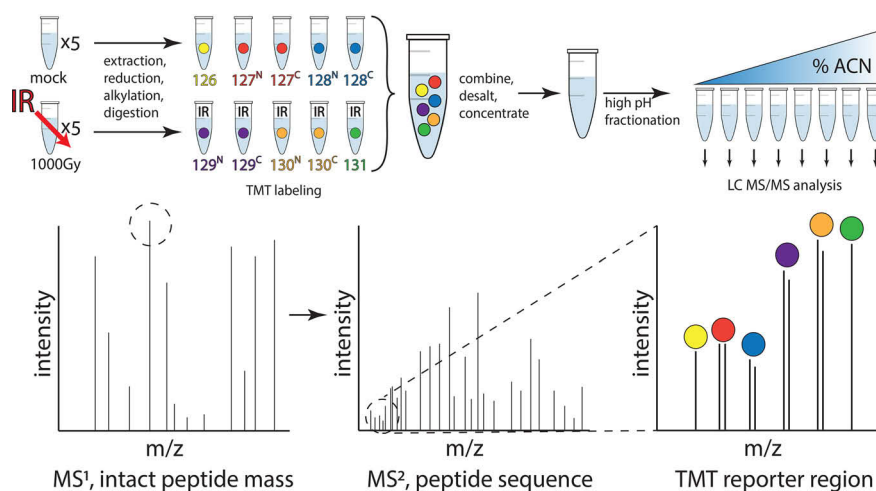 x5
mock
IR
x5
1000Gy
extraction,
reduction,
alkylation,
digestion
126 127ᴺ 127ᶜ 128ᴺ 128ᶜ
IR IR IR IR IR
129ᴺ 129ᶜ 130ᴺ 130ᶜ 131
TMT labeling
combine,
desalt,
concentrate
high pH
fractionation
% ACN
LC MS/MS analysis
intensity
m/z
MS¹, intact peptide mass
intensity
m/z
MS², peptide sequence
intensity
m/z
TMT reporter region